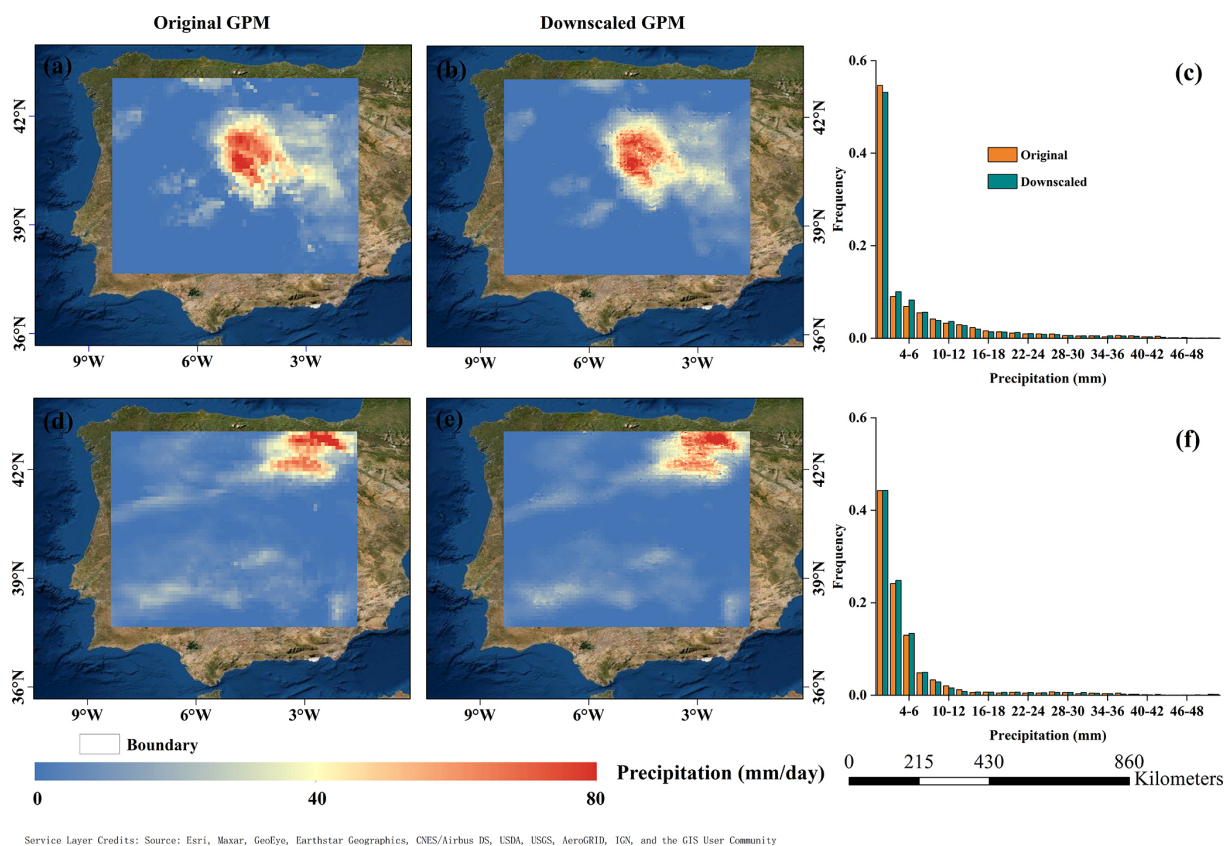 Original GPM
Downscaled GPM
(a)
(b)
(c)
42°N
39°N
36°N
9°W
6°W
3°W
42°N
39°N
36°N
9°W
6°W
3°W
0.6
0.4
0.2
0.0
Frequency
Original
Downscaled
4-6
10-12
16-18
22-24
28-30
34-36
40-42
46-48
Precipitation (mm)
(d)
(e)
(f)
42°N
39°N
36°N
9°W
6°W
3°W
42°N
39°N
36°N
9°W
6°W
3°W
0.6
0.4
0.2
0.0
Frequency
4-6
10-12
16-18
22-24
28-30
34-36
40-42
46-48
Precipitation (mm)
Boundary
Precipitation (mm/day)
0
40
80
0
215
430
860
Kilometers
Service Layer Credits: Source: Esri, Maxar, GeoEye, Earthstar Geographics, CNES/Airbus DS, USDA, USGS, AeroGRID, IGN, and the GIS User Community